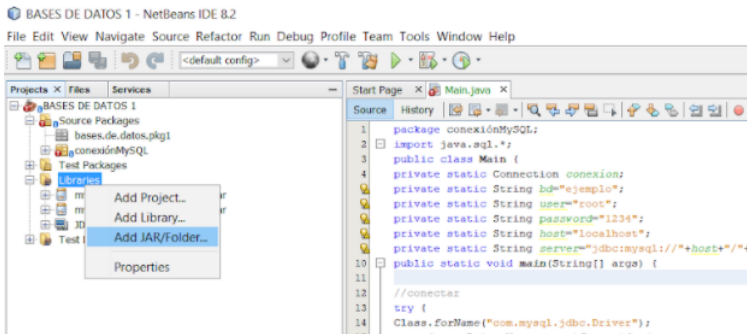 BASES DE DATOS 1 - NetBeans IDE 8.2
File Edit View Navigate Source Refactor Run Debug Profile Team Tools Window Help
<default config>
Projects Files Services
BASES DE DATOS 1
Source Packages
bases.de.datos.pkg1
conexiónMySQL
Test Packages
Libraries
Add Project...
Add Library...
Add JAR/Folder...
Properties
Start Page Main.java
Source History
1 package conexiónMySQL;
2 import java.sql.*;
3 public class Main {
4 private static Connection conexion;
private static String bd="ejemplo";
private static String user="root";
private static String password="1234";
private static String host="localhost";
private static String server="jdbc:mysql://"+host+"/"+
10 public static void main(String[] args) {
11
12 //conectar
13 try {
14 Class.forName("com.mysql.jdbc.Driver");